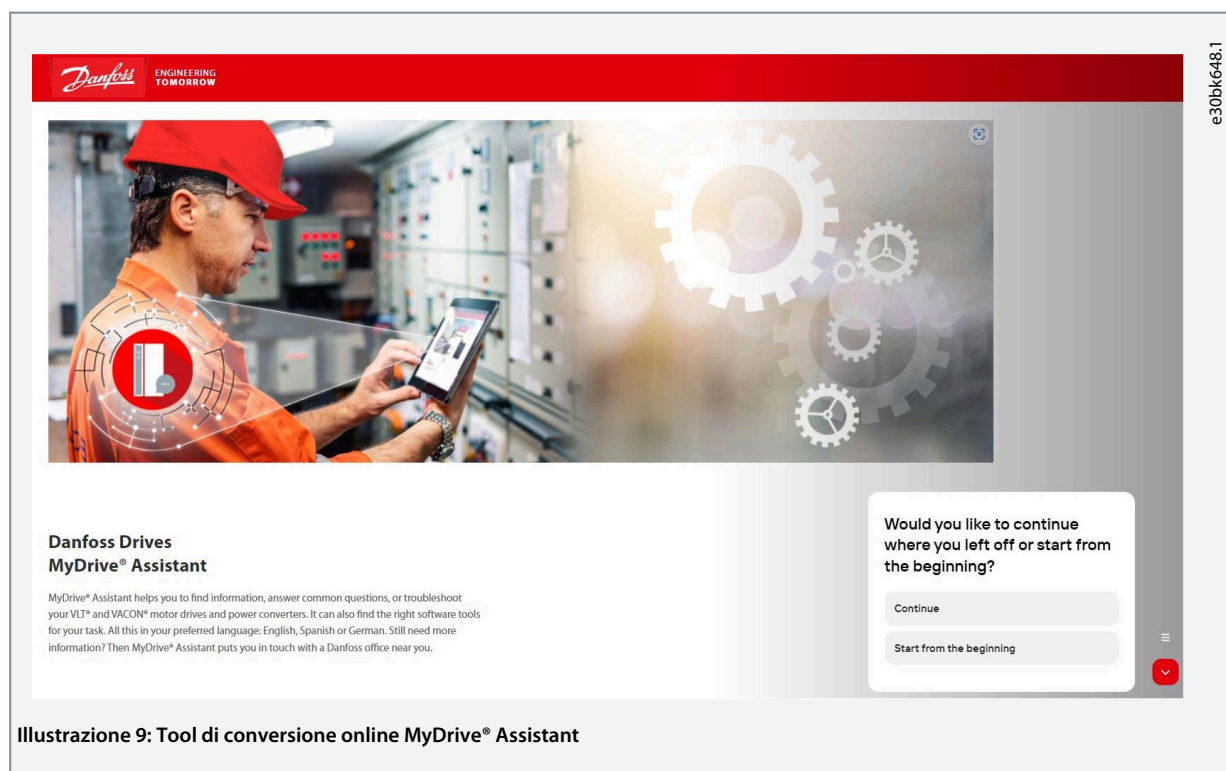 e30bk648.1
Danfoss
ENGINEERING
TOMORROW
Danfoss Drives
MyDrive® Assistant
MyDrive® Assistant helps you to find information, answer common questions, or troubleshoot
your VLT® and VACON® motor drives and power converters. It can also find the right software tools
for your task. All this in your preferred language: English, Spanish or German. Still need more
information? Then MyDrive® Assistant puts you in touch with a Danfoss office near you.
Would you like to continue
where you left off or start from
the beginning?
Continue
Start from the beginning
Illustrazione 9: Tool di conversione online MyDrive® Assistant